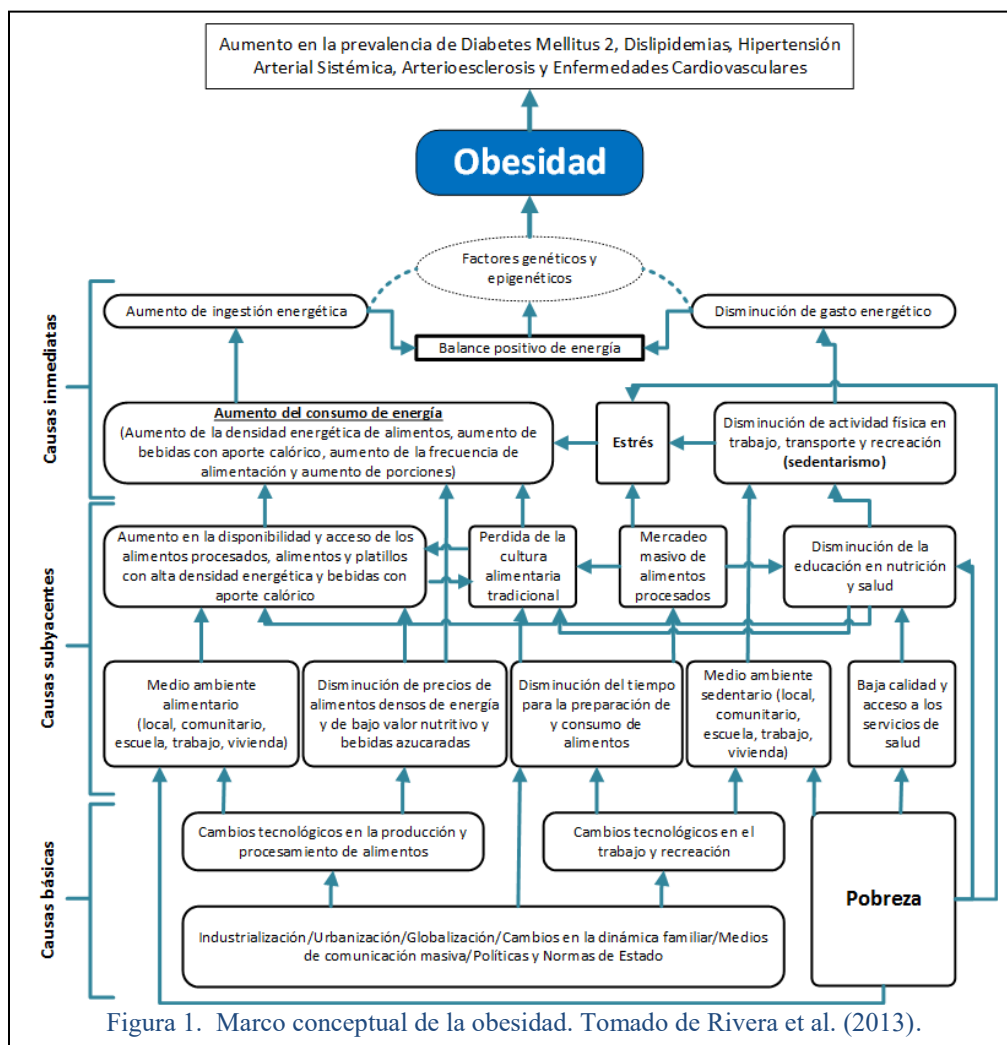 Aumento en la prevalencia de Diabetes Mellitus 2, Dislipidemias, Hipertensión
Arterial Sistémica, Arterioesclerosis y Enfermedades Cardiovasculares
Obesidad
Factores genéticos y
epigenéticos
Causas inmediatas
Aumento de ingestión energética
Disminución de gasto energético
Balance positivo de energía
Aumento del consumo de energía
(Aumento de la densidad energética de alimentos, aumento de
bebidas con aporte calórico, aumento de la frecuencia de
alimentación y aumento de porciones)
Estrés
Disminución de actividad física en
trabajo, transporte y recreación
(sedentarismo)
Causas subyacentes
Aumento en la disponibilidad y acceso de los
alimentos procesados, alimentos y platillos
con alta densidad energética y bebidas con
aporte calórico
Perdida de la
cultura
alimentaria
tradicional
Mercadeo
masivo de
alimentos
procesados
Disminución de la
educación en nutrición
y salud
Medio ambiente
alimentario
(local, comunitario,
escuela, trabajo, vivienda)
Disminución de precios de
alimentos densos de energía
y de bajo valor nutritivo y
bebidas azucaradas
Disminución del tiempo
para la preparación de
y consumo de
alimentos
Medio ambiente
sedentario (local,
comunitario,
escuela, trabajo,
vivienda)
Baja calidad y
acceso a los
servicios de
salud
Causas básicas
Cambios tecnológicos en la producción y
procesamiento de alimentos
Cambios tecnológicos en el
trabajo y recreación
Pobreza
Industrialización/Urbanización/Globalización/Cambios en la dinámica familiar/Medios
de comunicación masiva/Políticas y Normas de Estado
Figura 1. Marco conceptual de la obesidad. Tomado de Rivera et al. (2013).